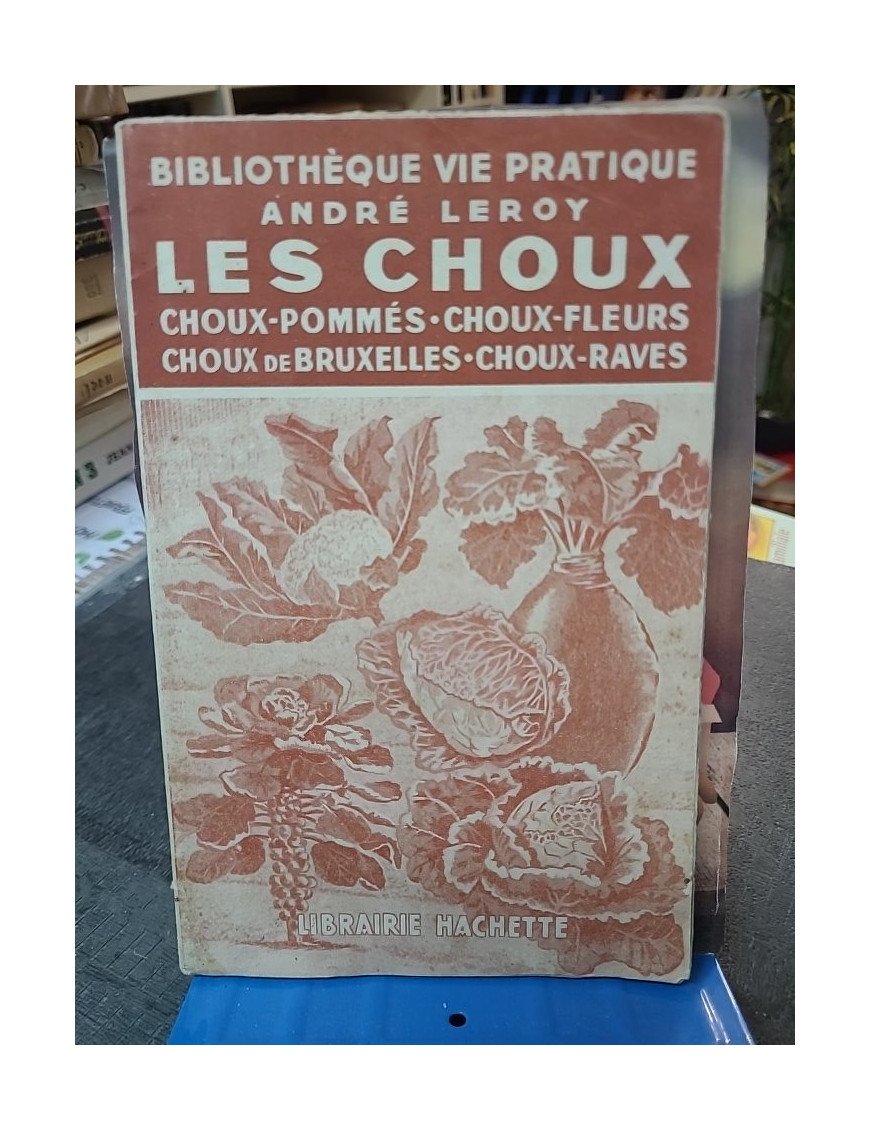 BIBLIOTHÈQUE VIE PRATIQUE
ANDRÉ LEROY
LES CHOUX
CHOUX-POMMÉS • CHOUX-FLEURS
CHOUX DE BRUXELLES • CHOUX-RAVES
LIBRAIRIE HACHETTE